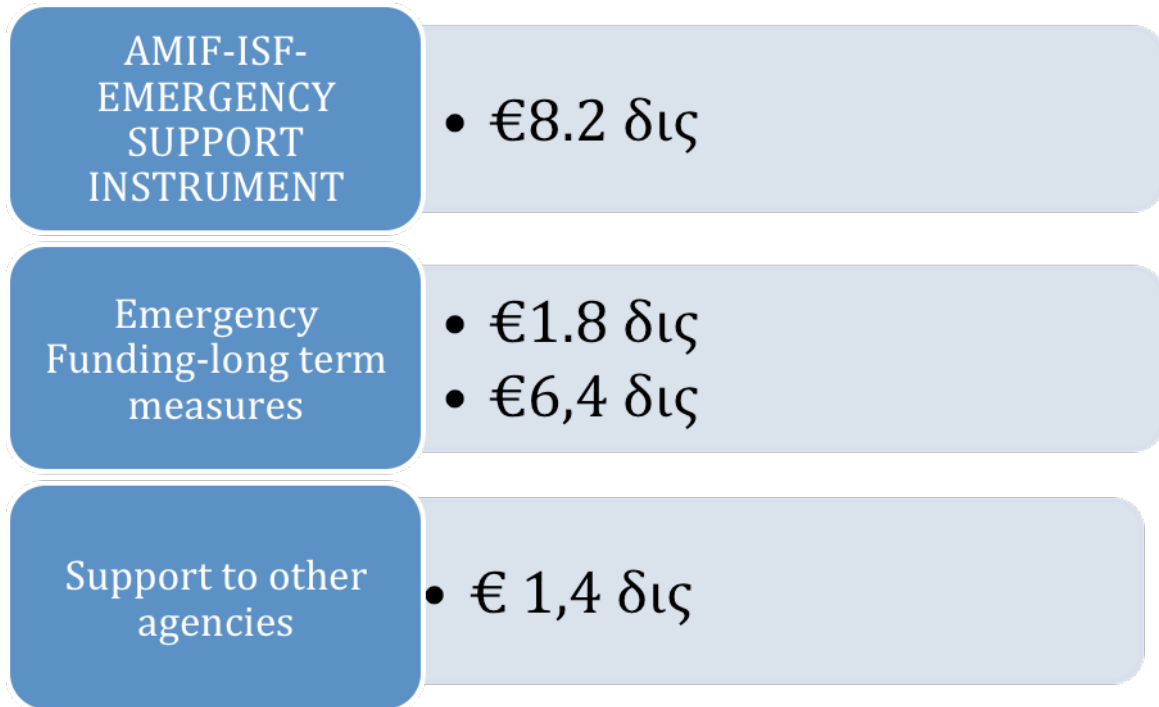 AMIF-ISF-
EMERGENCY
SUPPORT
INSTRUMENT
• €8.2 δις
Emergency
Funding-long term
measures
• €1.8 δις
• €6,4 δις
Support to other
agencies
• € 1,4 δις